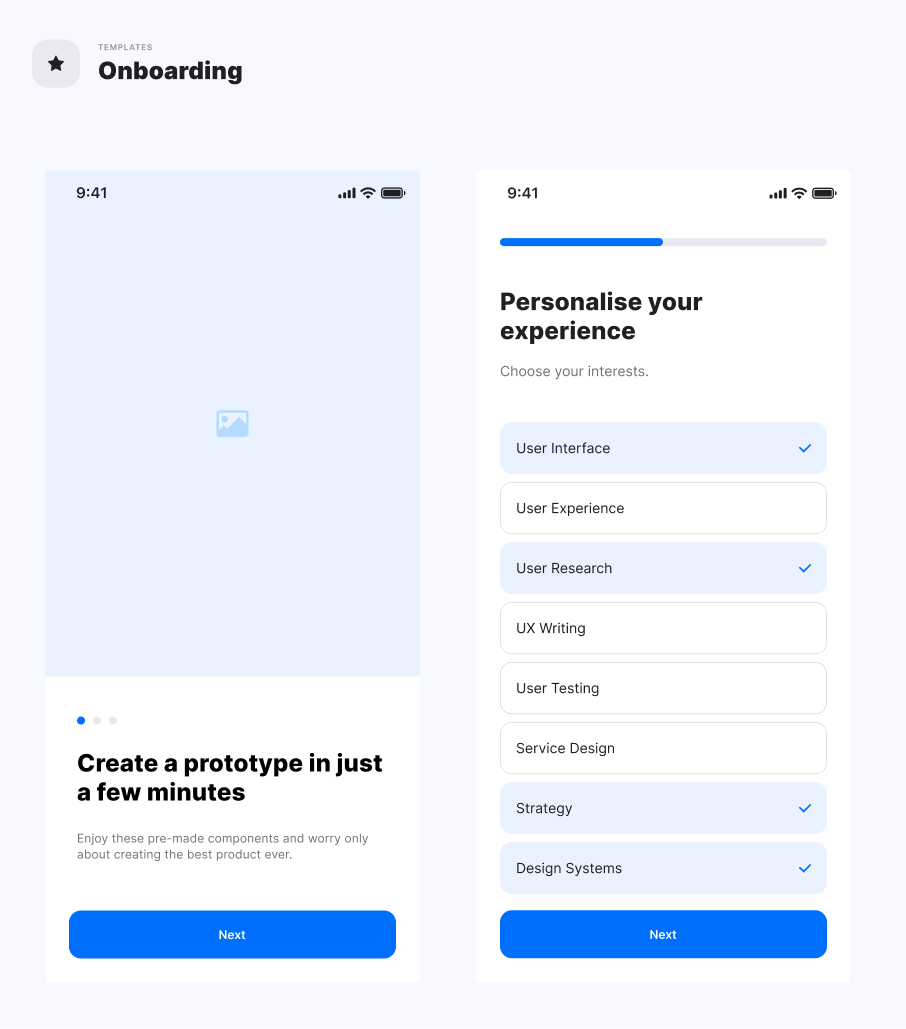 TEMPLATES
Onboarding
9:41
Create a prototype in just
a few minutes
Enjoy these pre-made components and worry only
about creating the best product ever.
Next
9:41
Personalise your
experience
Choose your interests.
User Interface
User Experience
User Research
UX Writing
User Testing
Service Design
Strategy
Design Systems
Next